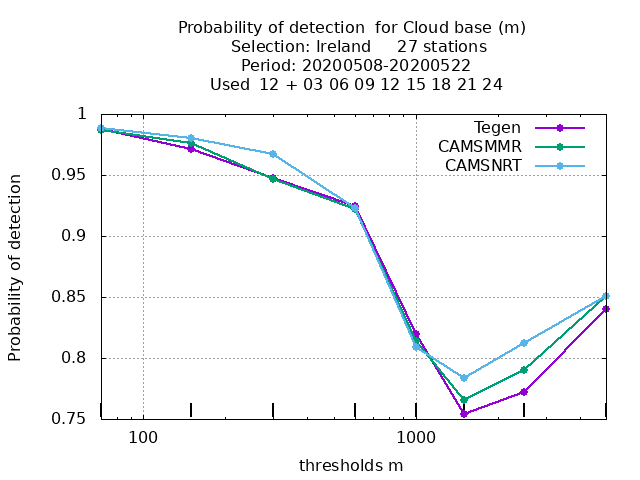 Probability of detection  for Cloud base (m)
Selection: Ireland     27 stations
Period: 20200508-20200522
Used  12 + 03 06 09 12 15 18 21 24
Tegen
CAMSMMR
CAMSNRT
1
0.95
0.9
0.85
0.8
0.75
Probability of detection
100
1000
thresholds m